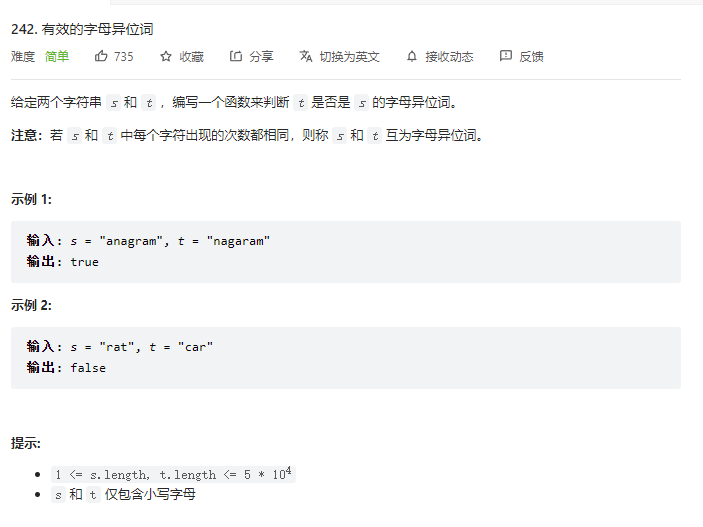 242. 有效的字母异位词
难度 简单 735 收藏 分享 切换为英文 接收动态 反馈
给定两个字符串 s 和 t ，编写一个函数来判断 t 是否是 s 的字母异位词。
注意：若 s 和 t 中每个字符出现的次数都相同，则称 s 和 t 互为字母异位词。
示例 1:
输入: s = "anagram", t = "nagaram"
输出: true
示例 2:
输入: s = "rat", t = "car"
输出: false
提示:
1 <= s.length, t.length <= 5 * 10⁴
s 和 t 仅包含小写字母